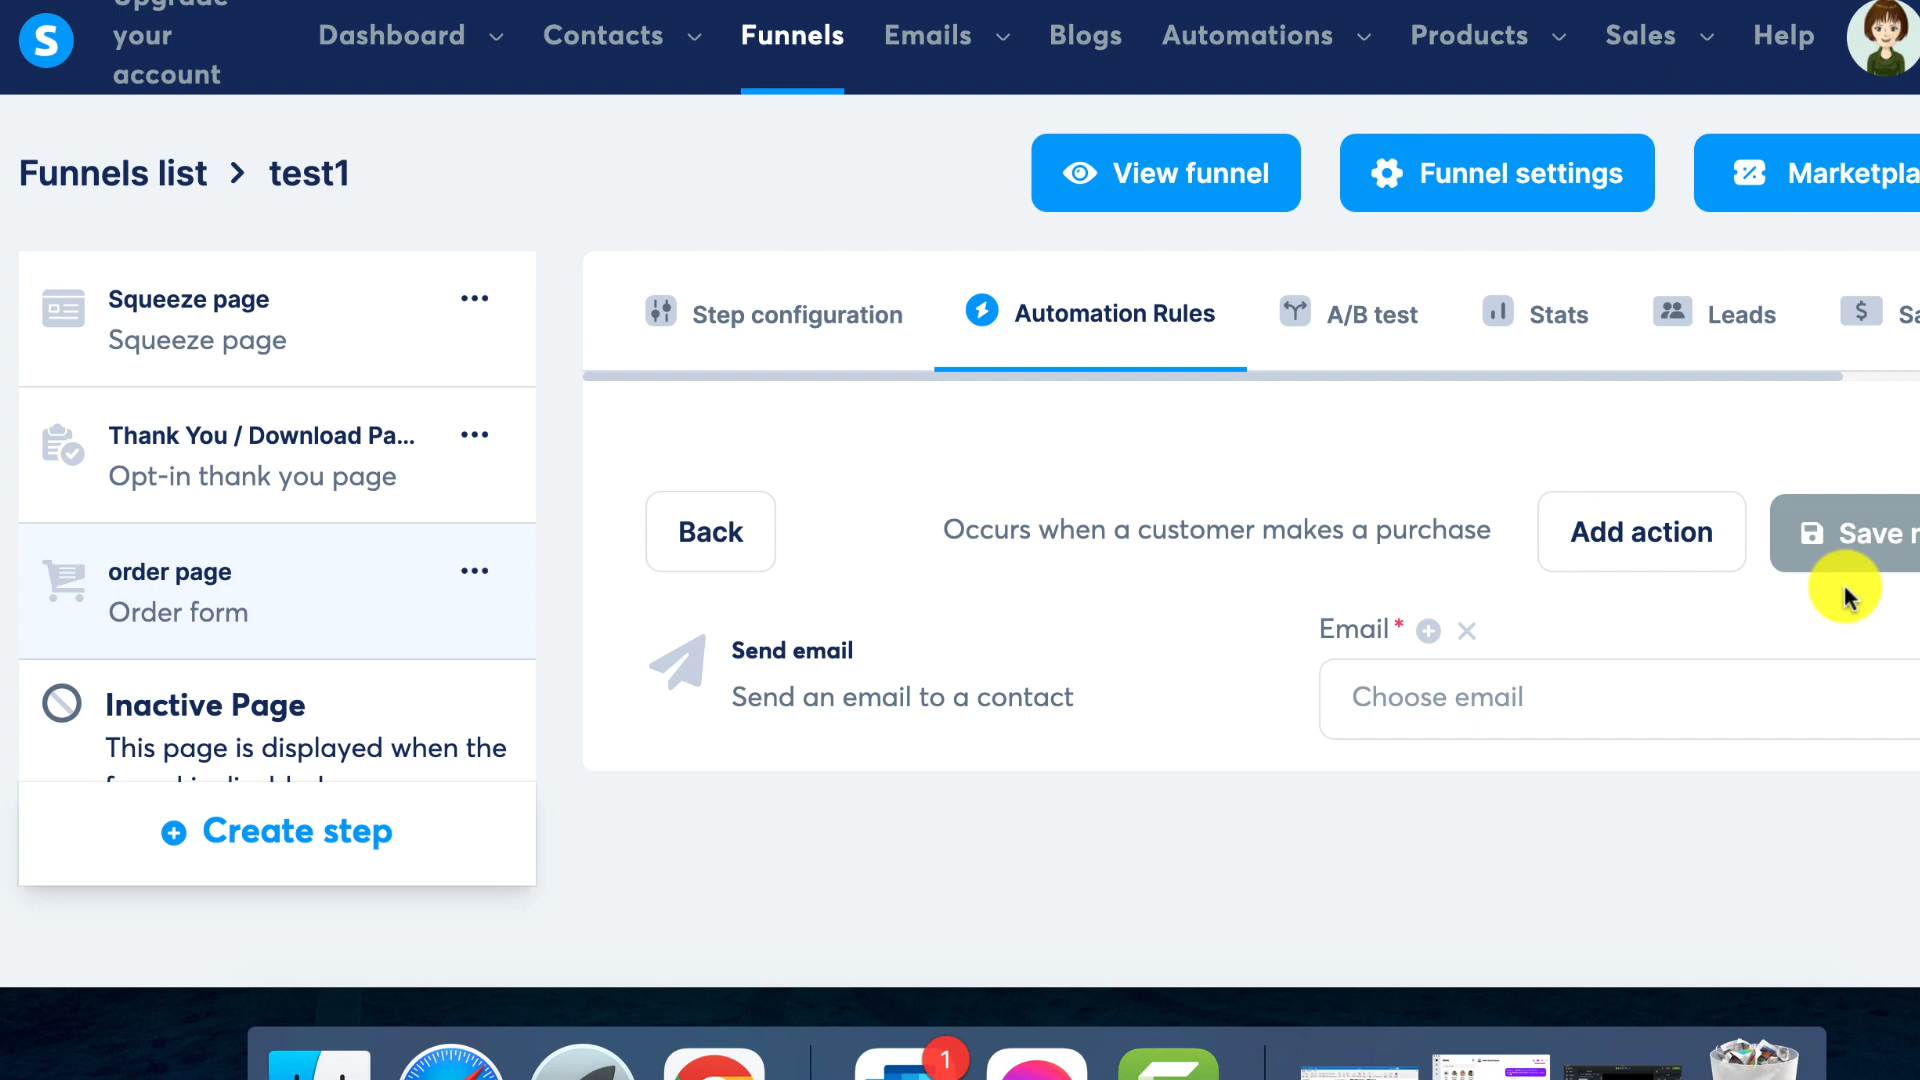 Upgrade
your
account
S
Dashboard
Contacts
Funnels
Emails
Blogs
Automations
Products
Sales
Help
Funnels list > test1
View funnel
Funnel settings
Marketpla
Squeeze page
Squeeze page
Thank You / Download Pa...
Opt-in thank you page
order page
Order form
Inactive Page
This page is displayed when the
Create step
Step configuration
Automation Rules
A/B test
Stats
Leads
Sa
Back
Occurs when a customer makes a purchase
Add action
Save r
Send email
Send an email to a contact
Email*
Choose email
1